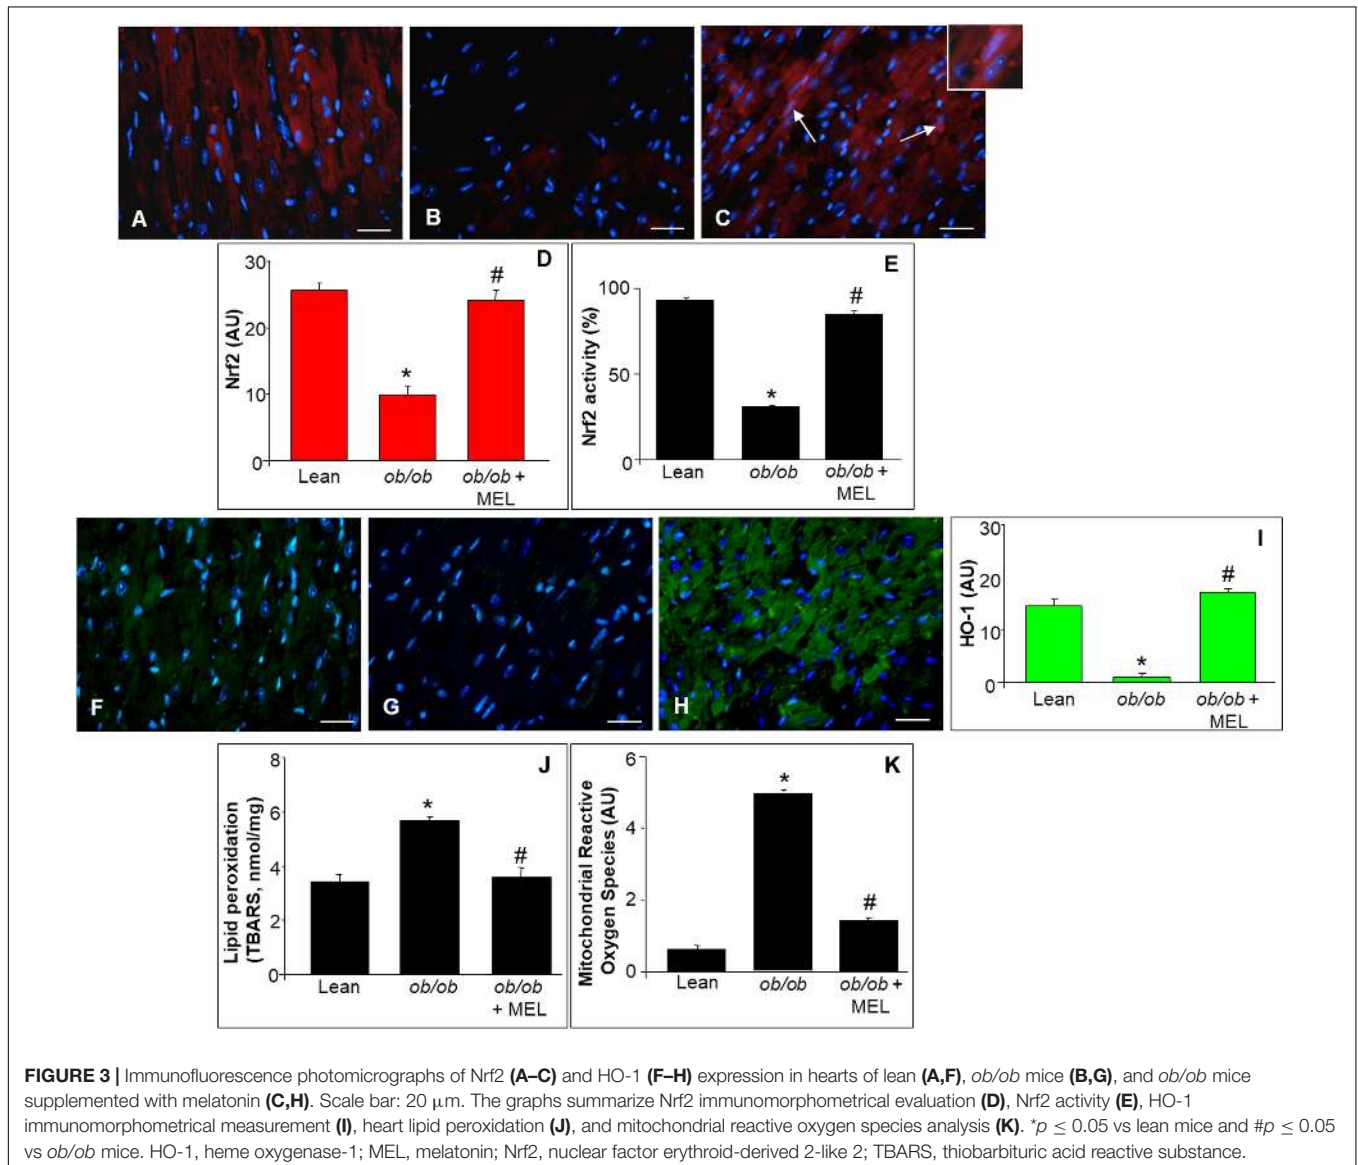 A
B
C
D
Nrf2 (AU)
30
20
10
0
*
#
Lean
ob/ob
ob/ob +
MEL
E
Nrf2 activity (%)
100
50
0
*
#
Lean
ob/ob
ob/ob +
MEL
F
G
H
I
HO-1 (AU)
30
20
10
0
*
#
Lean
ob/ob
ob/ob +
MEL
J
Lipid peroxidation
(TBARS, nmol/mg)
8
6
4
2
0
*
#
Lean
ob/ob
ob/ob
+ MEL
K
Mitochondrial Reactive
Oxygen Species (AU)
6
4
2
0
*
#
Lean
ob/ob
ob/ob +
MEL
FIGURE 3 | Immunofluorescence photomicrographs of Nrf2 (A–C) and HO-1 (F–H) expression in hearts of lean (A,F), ob/ob mice (B,G), and ob/ob mice
supplemented with melatonin (C,H). Scale bar: 20 μm. The graphs summarize Nrf2 immunomorphometrical evaluation (D), Nrf2 activity (E), HO-1
immunomorphometrical measurement (I), heart lipid peroxidation (J), and mitochondrial reactive oxygen species analysis (K). *p ≤ 0.05 vs lean mice and #p ≤ 0.05
vs ob/ob mice. HO-1, heme oxygenase-1; MEL, melatonin; Nrf2, nuclear factor erythroid-derived 2-like 2; TBARS, thiobarbituric acid reactive substance.